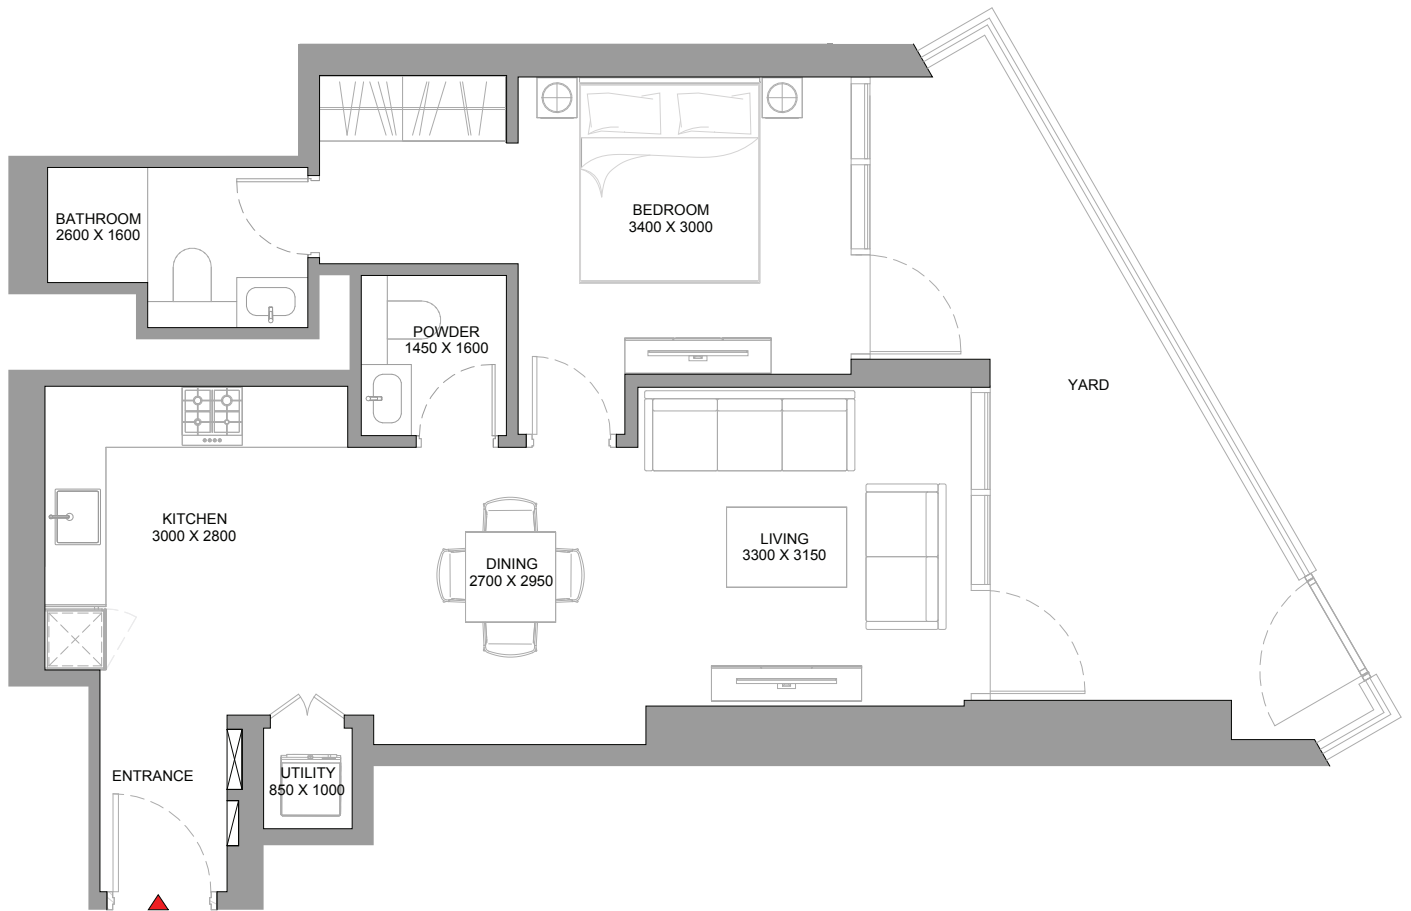 BATHROOM
2600 X 1600
BEDROOM
3400 X 3000
POWDER
1450 X 1600
YARD
KITCHEN
3000 X 2800
DINING
2700 X 2950
LIVING
3300 X 3150
ENTRANCE
UTILITY
850 X 1000